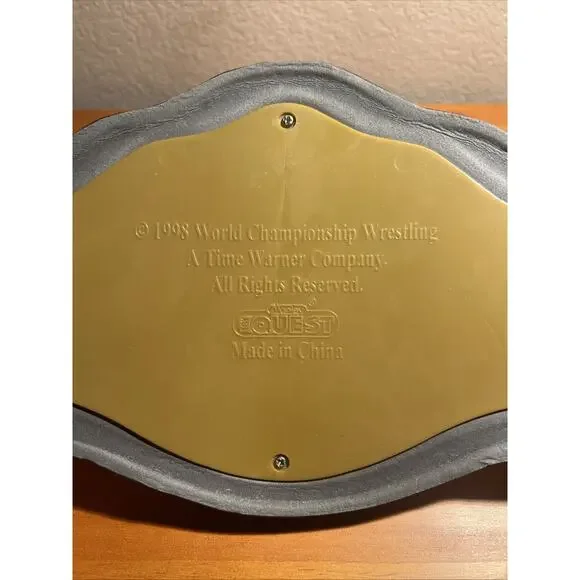 © 1998 World Championship Wrestling
A Time Warner Company.
All Rights Reserved.
QUEST
Made in China